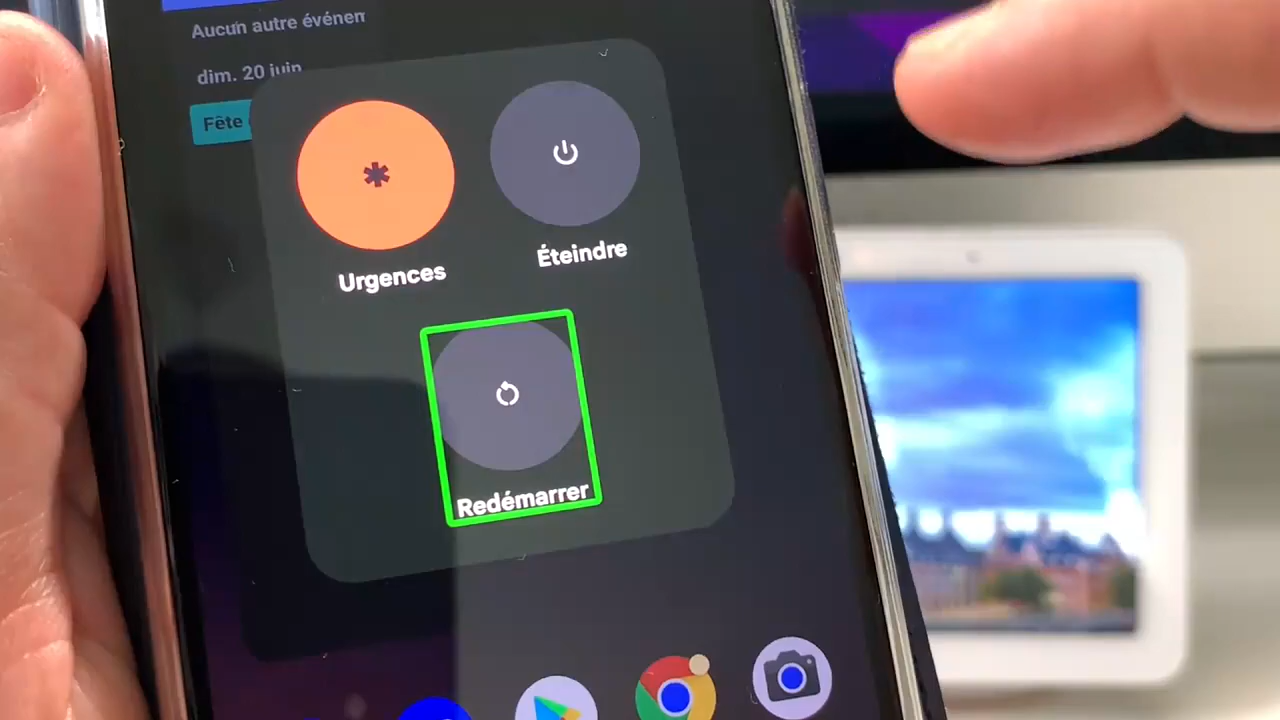 Aucun autre événem
dim. 20 juin
Fête
Urgences
Éteindre
Redémarrer